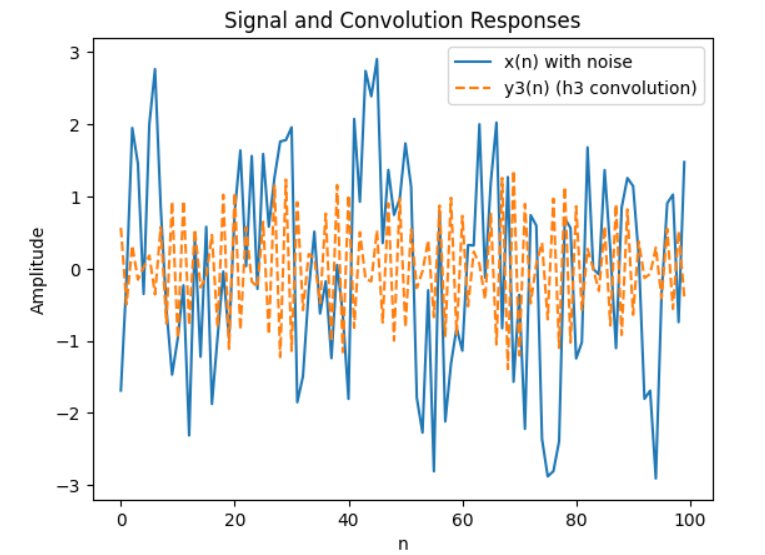 Signal and Convolution Responses
x(n) with noise
y3(n) (h3 convolution)
3
2
1
0
−1
−2
−3
Amplitude
0 20 40 60 80 100
n